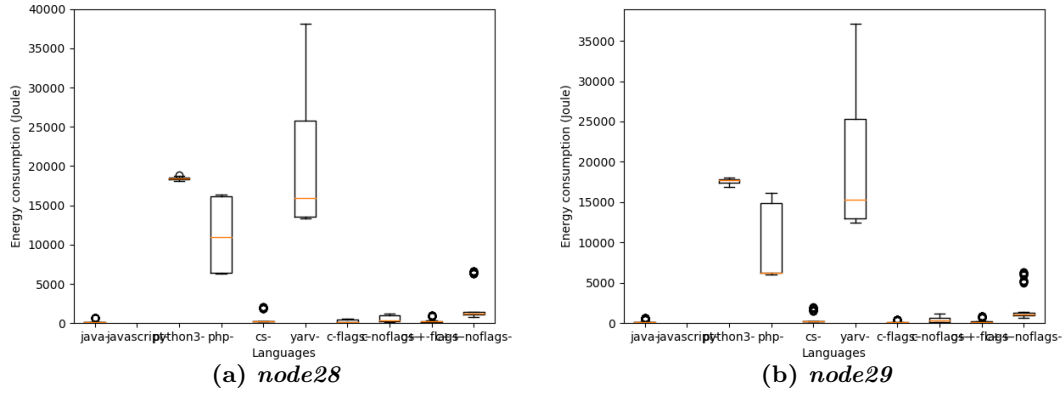 40000
35000
30000
25000
20000
15000
10000
5000
0
Energy consumption (Joule)
java- javascript- python3- php- cs- yarv- c-flags- c-noflags- c++-flags- c++-noflags-
Languages
(a) node28
35000
30000
25000
20000
15000
10000
5000
0
Energy consumption (Joule)
java- javascript- python3- php- cs- yarv- c-flags- c-noflags- c++-flags- c++-noflags-
Languages
(b) node29